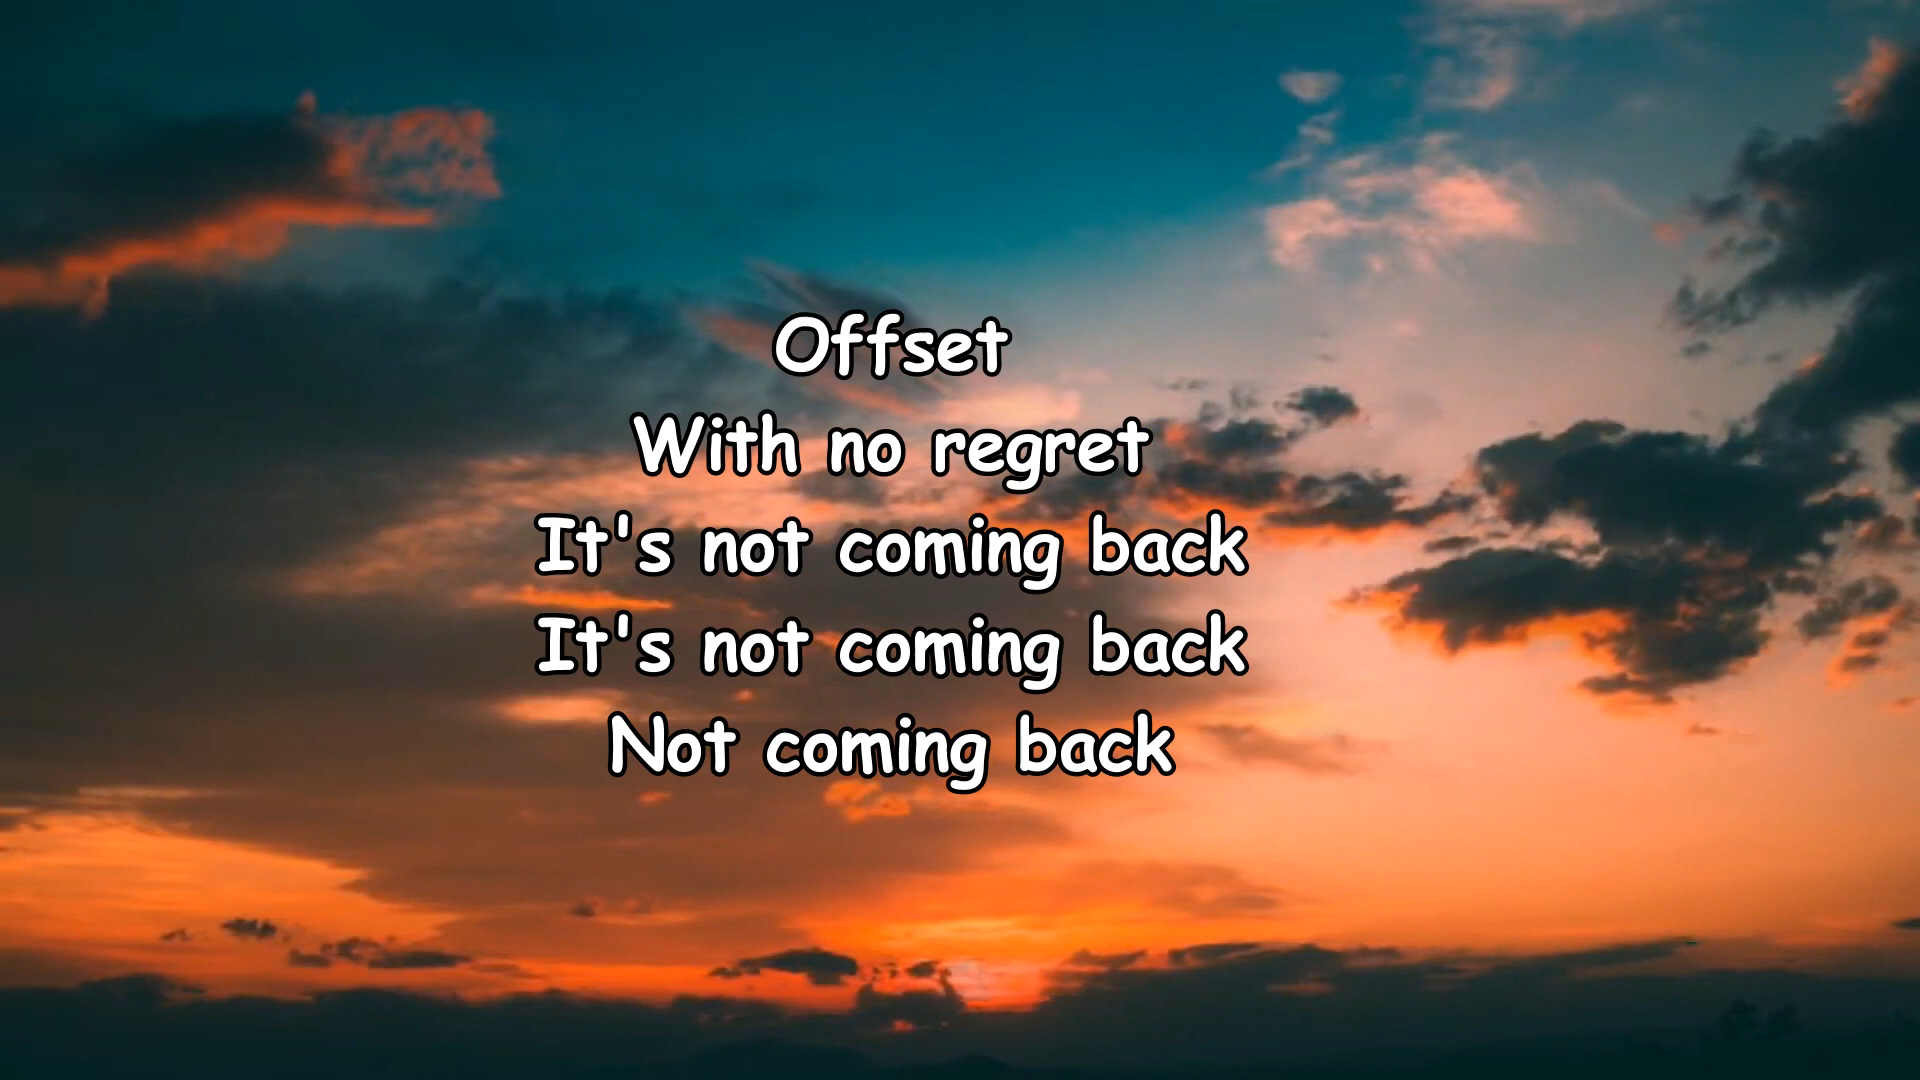 Offset
With no regret
It's not coming back
It's not coming back
Not coming back